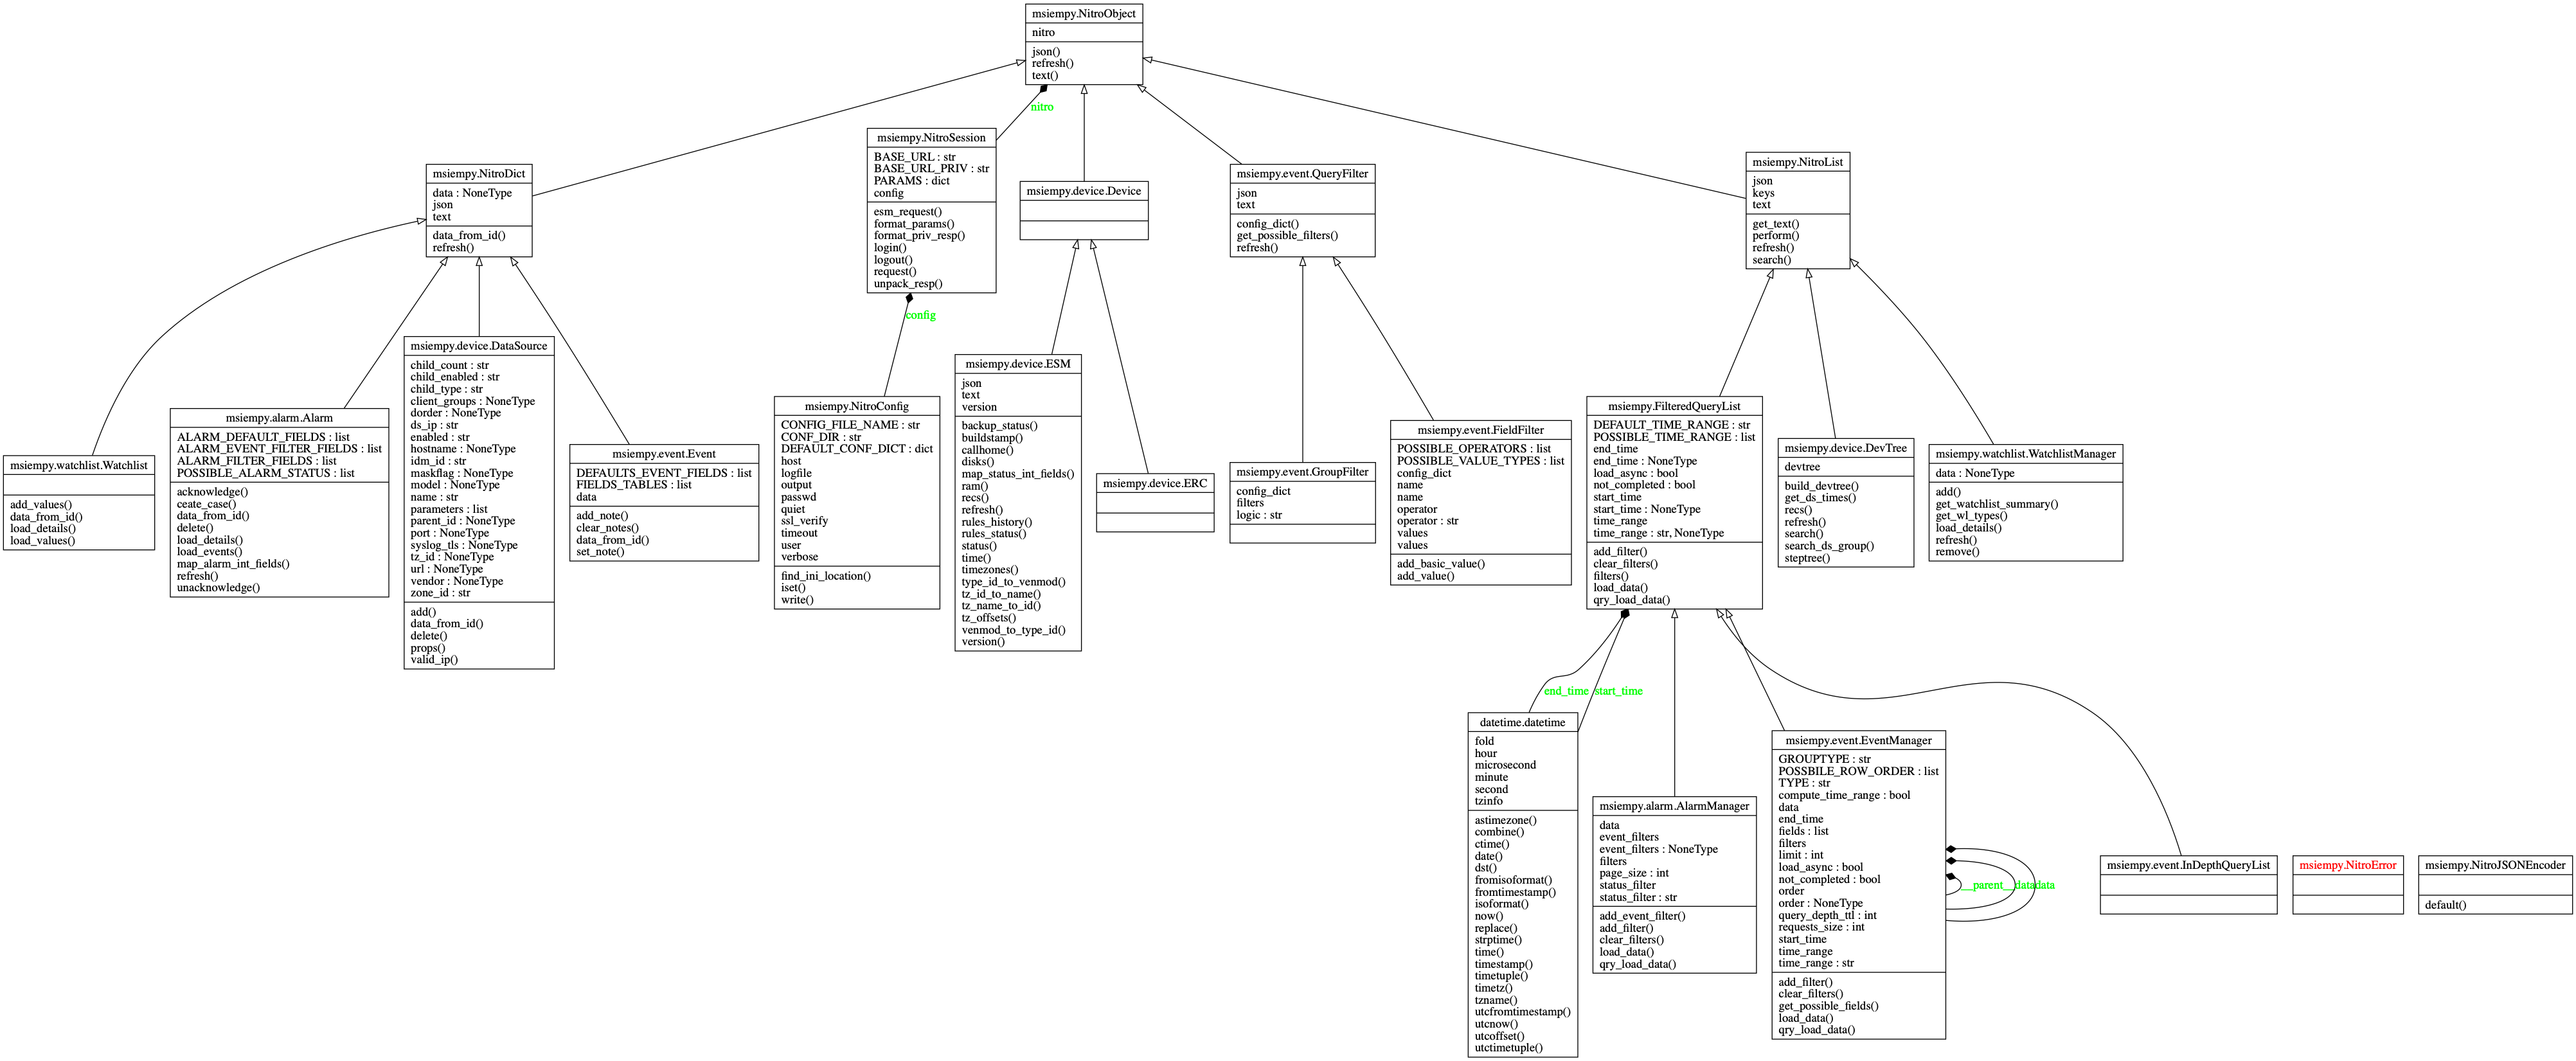 msiempy.NitroObject
nitro
json()
refresh()
text()
nitro
msiempy.NitroSession
BASE_URL : str
BASE_URL_PRIV : str
PARAMS : dict
config
esm_request()
format_params()
format_priv_resp()
login()
logout()
request()
unpack_resp()
msiempy.NitroDict
data : NoneType
json
text
data_from_id()
refresh()
msiempy.device.Device
msiempy.event.QueryFilter
json
text
config_dict()
get_possible_filters()
refresh()
msiempy.NitroList
json
keys
text
get_text()
perform()
refresh()
search()
config
msiempy.watchlist.Watchlist
add_values()
data_from_id()
load_details()
load_values()
msiempy.alarm.Alarm
ALARM_DEFAULT_FIELDS : list
ALARM_EVENT_FILTER_FIELDS : list
ALARM_FILTER_FIELDS : list
POSSIBLE_ALARM_STATUS : list
acknowledge()
ceate_case()
data_from_id()
delete()
load_details()
load_events()
map_alarm_int_fields()
refresh()
unacknowledge()
msiempy.device.DataSource
child_count : str
child_enabled : str
child_type : str
client_groups : NoneType
dorder : NoneType
ds_ip : str
enabled : str
hostname : NoneType
idm_id : str
maskflag : NoneType
model : NoneType
name : str
parameters : list
parent_id : NoneType
port : NoneType
syslog_tls : NoneType
tz_id : NoneType
url : NoneType
vendor : NoneType
zone_id : str
add()
data_from_id()
delete()
props()
valid_ip()
msiempy.event.Event
DEFAULTS_EVENT_FIELDS : list
FIELDS_TABLES : list
data
add_note()
clear_notes()
data_from_id()
set_note()
msiempy.NitroConfig
CONFIG_FILE_NAME : str
CONF_DIR : str
DEFAULT_CONF_DICT : dict
host
logfile
output
passwd
quiet
ssl_verify
timeout
user
verbose
find_ini_location()
iset()
write()
msiempy.device.ESM
json
text
version
backup_status()
buildstamp()
callhome()
disks()
map_status_int_fields()
ram()
recs()
refresh()
rules_history()
rules_status()
status()
time()
timezones()
type_id_to_venmod()
tz_id_to_name()
tz_name_to_id()
tz_offsets()
venmod_to_type_id()
version()
msiempy.device.ERC
msiempy.event.GroupFilter
config_dict
filters
logic : str
msiempy.event.FieldFilter
POSSIBLE_OPERATORS : list
POSSIBLE_VALUE_TYPES : list
config_dict
name
name
operator
operator : str
values
values
add_basic_value()
add_value()
msiempy.FilteredQueryList
DEFAULT_TIME_RANGE : str
POSSIBLE_TIME_RANGE : list
end_time
end_time : NoneType
load_async : bool
not_completed : bool
start_time
start_time : NoneType
time_range
time_range : str, NoneType
add_filter()
clear_filters()
filters()
load_data()
qry_load_data()
msiempy.device.DevTree
devtree
build_devtree()
get_ds_times()
recs()
refresh()
search()
search_ds_group()
steptree()
msiempy.watchlist.WatchlistManager
data : NoneType
add()
get_watchlist_summary()
get_wl_types()
load_details()
refresh()
remove()
end_time
start_time
datetime.datetime
fold
hour
microsecond
minute
second
tzinfo
astimezone()
combine()
ctime()
date()
dst()
fromisoformat()
fromtimestamp()
isoformat()
now()
replace()
strptime()
time()
timestamp()
timetuple()
timetz()
tzname()
utcfromtimestamp()
utcnow()
utcoffset()
utctimetuple()
msiempy.alarm.AlarmManager
data
event_filters
event_filters : NoneType
filters
page_size : int
status_filter
status_filter : str
add_event_filter()
add_filter()
clear_filters()
load_data()
qry_load_data()
msiempy.event.EventManager
GROUPTYPE : str
POSSBILE_ROW_ORDER : list
TYPE : str
compute_time_range : bool
data
end_time
fields : list
filters
limit : int
load_async : bool
not_completed : bool
order
order : NoneType
query_depth_ttl : int
requests_size : int
start_time
time_range
time_range : str
add_filter()
clear_filters()
get_possible_fields()
load_data()
qry_load_data()
__parent__
data
data
msiempy.event.InDepthQueryList
msiempy.NitroError
msiempy.NitroJSONEncoder
default()